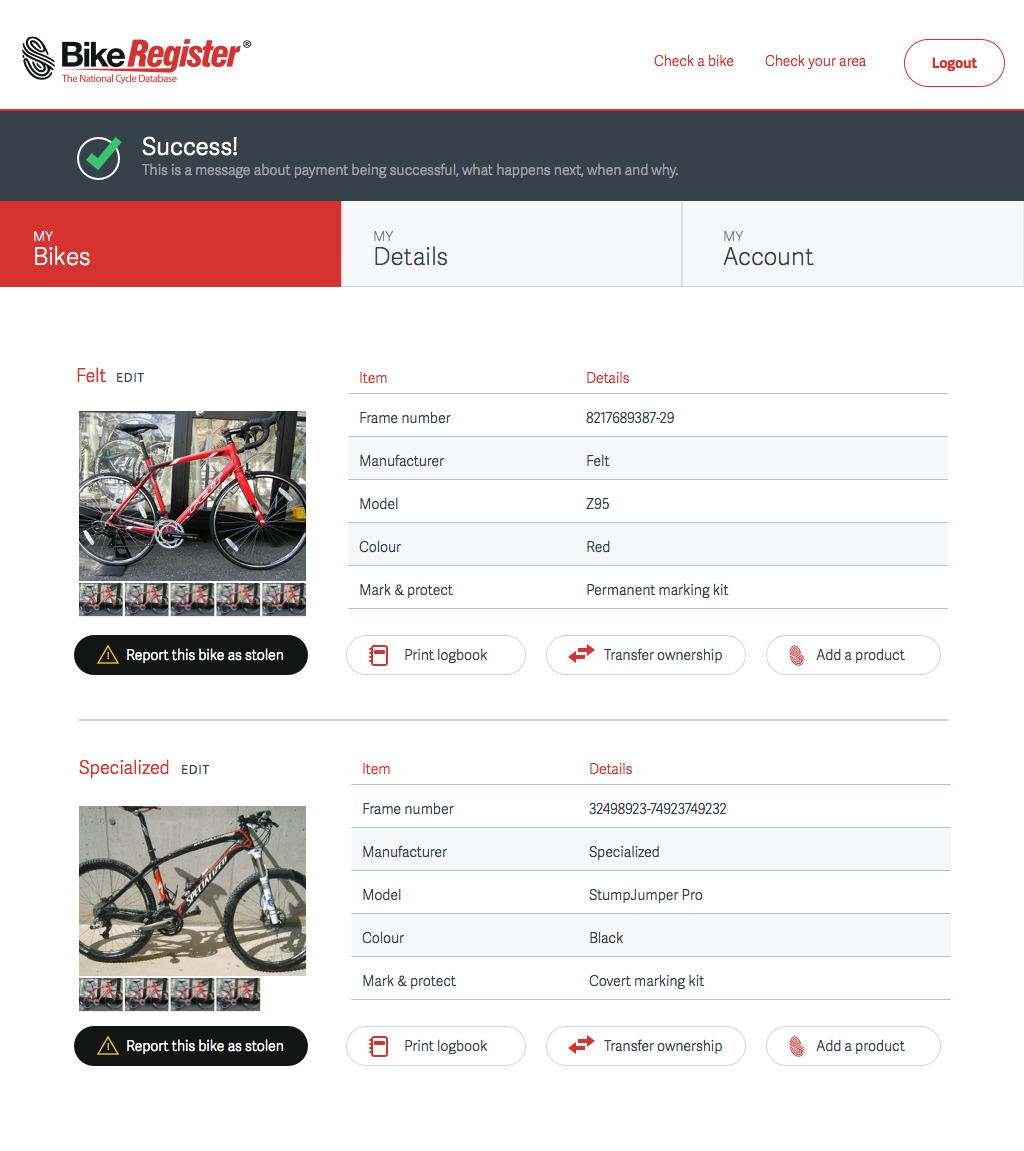 BikeRegister®
The National Cycle Database
Check a bike
Check your area
Logout
Success!
This is a message about payment being successful, what happens next, when and why.
MY
Bikes
MY
Details
MY
Account
Felt EDIT
Item Details
Frame number 8217689387-29
Manufacturer Felt
Model Z95
Colour Red
Mark & protect Permanent marking kit
Report this bike as stolen
Print logbook
Transfer ownership
Add a product
Specialized EDIT
Item Details
Frame number 32498923-74923749232
Manufacturer Specialized
Model StumpJumper Pro
Colour Black
Mark & protect Covert marking kit
SPECIALIZED
Report this bike as stolen
Print logbook
Transfer ownership
Add a product